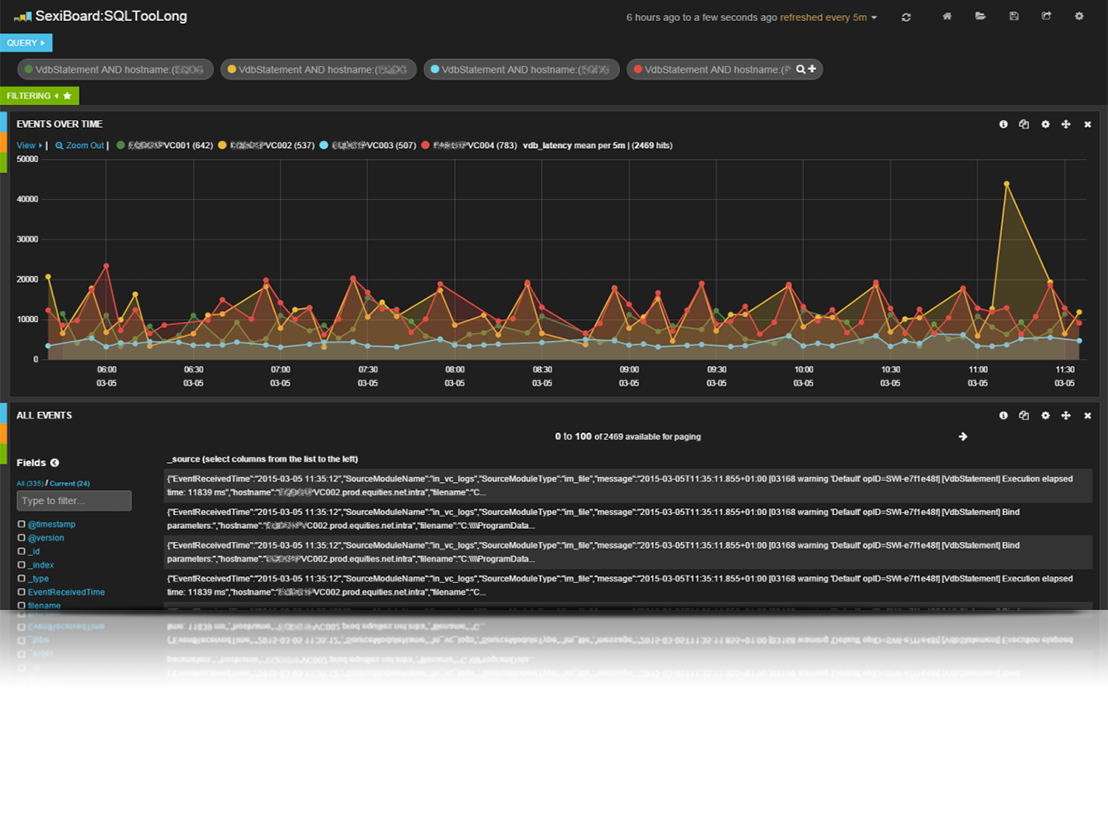 SexiBoard:SQLTooLong
6 hours ago to a few seconds ago refreshed every 5m
QUERY
VdbStatement AND hostname:(
VdbStatement AND hostname:(
VdbStatement AND hostname:(
VdbStatement AND hostname:(
FILTERING
EVENTS OVER TIME
View | Zoom Out | VC001 (642) VC002 (537) VC003 (507) VC004 (783) vdb_latency mean per 5m | (2469 hits)
50000
40000
30000
20000
10000
0
06:00 06:30 07:00 07:30 08:00 08:30 09:00 09:30 10:00 10:30 11:00 11:30
03-05 03-05 03-05 03-05 03-05 03-05 03-05 03-05 03-05 03-05 03-05 03-05
ALL EVENTS
0 to 100 of 2469 available for paging
Fields
All (335) / Current (24)
Type to filter...
@timestamp
@version
_id
_index
_type
EventReceivedTime
filename
_source (select columns from the list to the left)
{"EventReceivedTime":"2015-03-05 11:35:12","SourceModuleName":"in_vc_logs","SourceModuleType":"im_file","message":"2015-03-05T11:35:11.855+01:00 [03168 warning 'Default' opID=SWI-e7f1e48f] [VdbStatement] Execution elapsed
time: 11839 ms","hostname":"VC002.prod.equities.net.intra","filename":"C...
{"EventReceivedTime":"2015-03-05 11:35:12","SourceModuleName":"in_vc_logs","SourceModuleType":"im_file","message":"2015-03-05T11:35:11.855+01:00 [03168 warning 'Default' opID=SWI-e7f1e48f] [VdbStatement] Bind
parameters:","hostname":"VC002.prod.equities.net.intra","filename":"C:\\\\ProgramData...
{"EventReceivedTime":"2015-03-05 11:35:12","SourceModuleName":"in_vc_logs","SourceModuleType":"im_file","message":"2015-03-05T11:35:11.855+01:00 [03168 warning 'Default' opID=SWI-e7f1e48f] [VdbStatement] Bind
parameters:","hostname":"VC002.prod.equities.net.intra","filename":"C:\\\\ProgramData...
{"EventReceivedTime":"2015-03-05 11:35:12","SourceModuleName":"in_vc_logs","SourceModuleType":"im_file","message":"2015-03-05T11:35:11.855+01:00 [03168 warning 'Default' opID=SWI-e7f1e48f] [VdbStatement] Execution elapsed
time: 11839 ms","hostname":"VC002.prod.equities.net.intra","filename":"C...